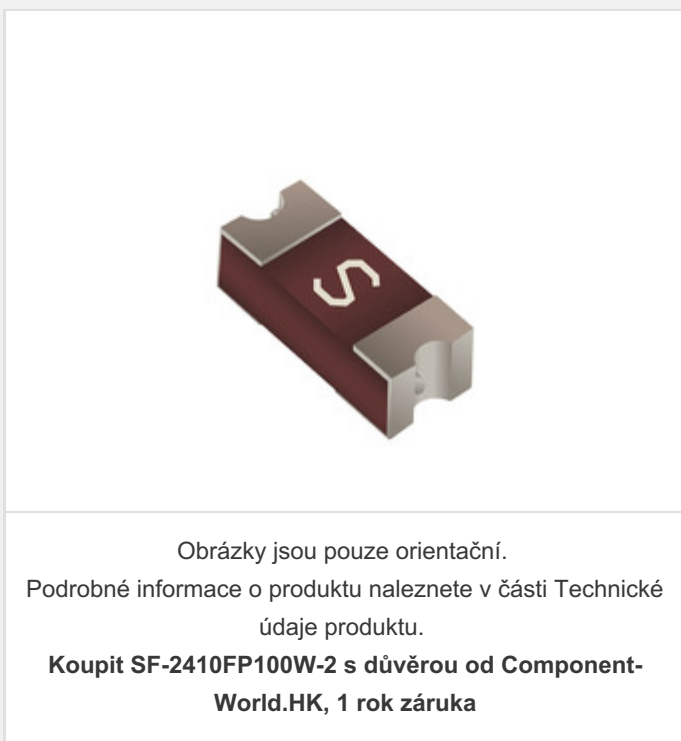 S
Obrázky jsou pouze orientační.
Podrobné informace o produktu naleznete v části Technické
údaje produktu.
Koupit SF-2410FP100W-2 s důvěrou od Component-
World.HK, 1 rok záruka